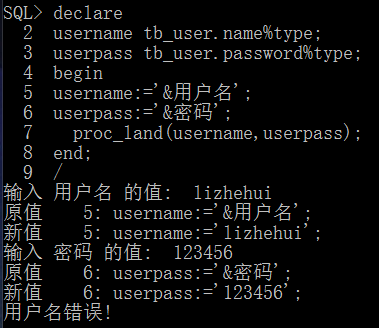 SQL> declare
  2  username tb_user.name%type;
  3  userpass tb_user.password%type;
  4  begin
  5  username:='&用户名';
  6  userpass:='&密码';
  7    proc_land(username,userpass);
  8  end;
  9  /
输入 用户名 的值:  lizhehui
原值    5: username:='&用户名';
新值    5: username:='lizhehui';
输入 密码 的值:  123456
原值    6: userpass:='&密码';
新值    6: userpass:='123456';
用户名错误!